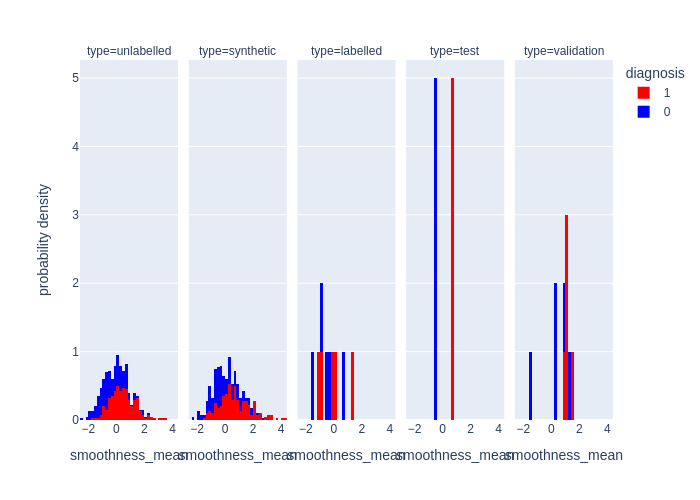 type=unlabelled type=synthetic type=labelled type=test type=validation
diagnosis
1
0
5
4
3
2
1
0
probability density
−2 0 2 4 −2 0 2 4 −2 0 2 4 −2 0 2 4 −2 0 2 4
smoothness_mean smoothness_mean smoothness_mean smoothness_mean smoothness_mean